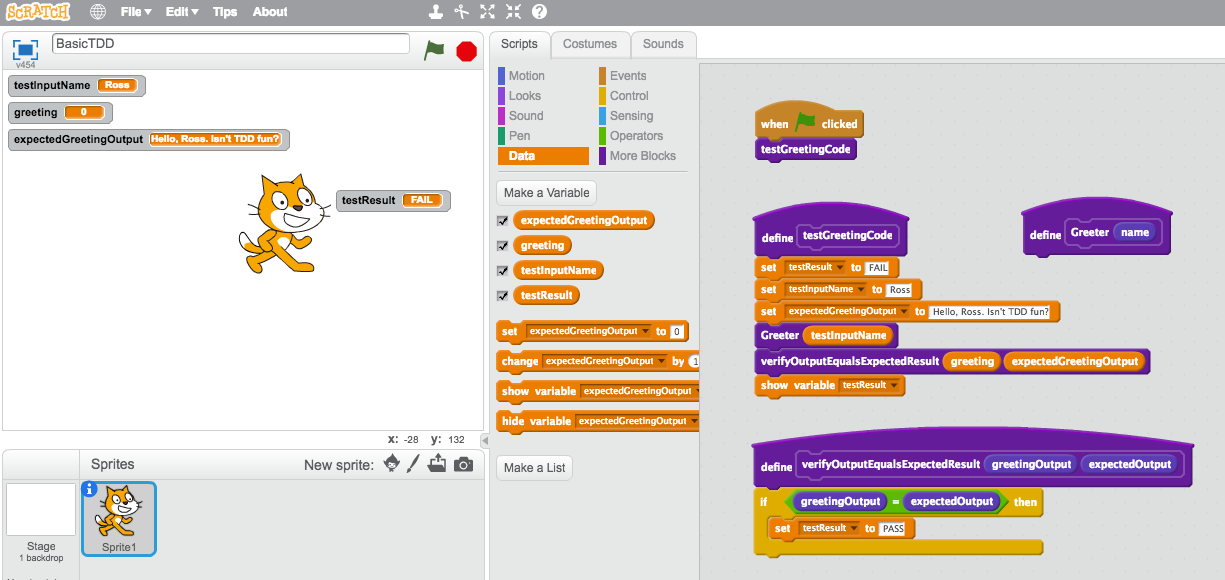 SCRATCH File Edit Tips About
BasicTDD
v454
testInputName Ross
greeting 0
expectedGreetingOutput Hello, Ross. Isn't TDD fun?
testResult FAIL
x: -28 y: 132
Sprites New sprite:
Stage
1 backdrop
Sprite1
Scripts Costumes Sounds
Motion Events
Looks Control
Sound Sensing
Pen Operators
Data More Blocks
Make a Variable
expectedGreetingOutput
greeting
testInputName
testResult
set expectedGreetingOutput to 0
change expectedGreetingOutput by 1
show variable expectedGreetingOutput
hide variable expectedGreetingOutput
Make a List
when clicked
testGreetingCode
define testGreetingCode
set testResult to FAIL
set testInputName to Ross
set expectedGreetingOutput to Hello, Ross. Isn't TDD fun?
Greeter testInputName
verifyOutputEqualsExpectedResult greeting expectedGreetingOutput
show variable testResult
define Greeter name
define verifyOutputEqualsExpectedResult greetingOutput expectedOutput
if greetingOutput = expectedOutput then
set testResult to PASS